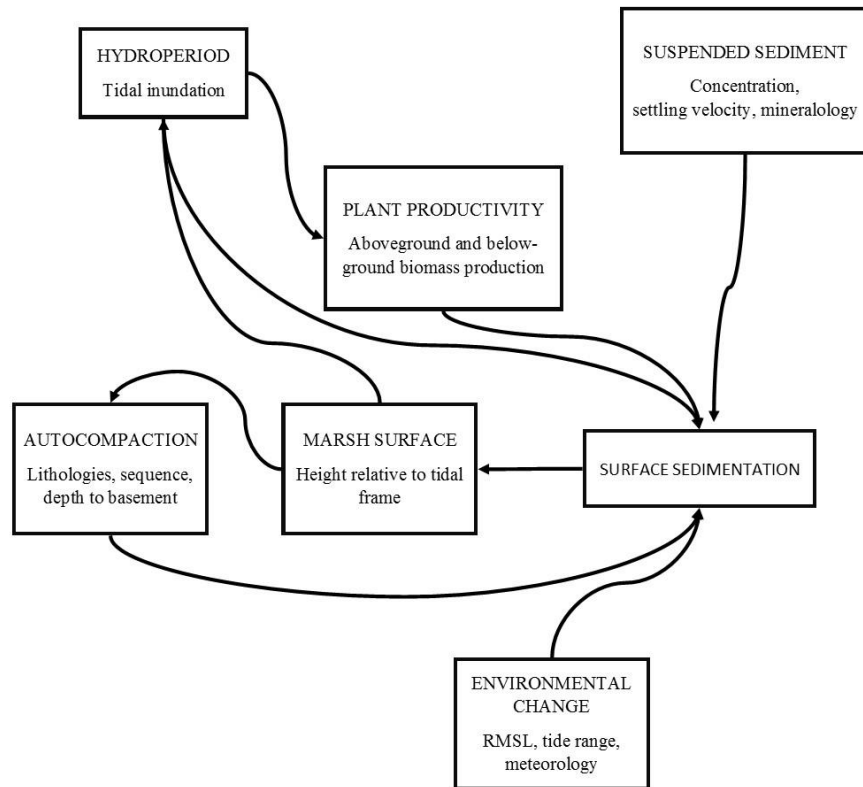 HYDROPERIOD
Tidal inundation
SUSPENDED SEDIMENT
Concentration,
settling velocity, mineralology
PLANT PRODUCTIVITY
Aboveground and below-
ground biomass production
AUTOCOMPACTION
Lithologies, sequence,
depth to basement
MARSH SURFACE
Height relative to tidal
frame
SURFACE SEDIMENTATION
ENVIRONMENTAL
CHANGE
RMSL, tide range,
meteorology